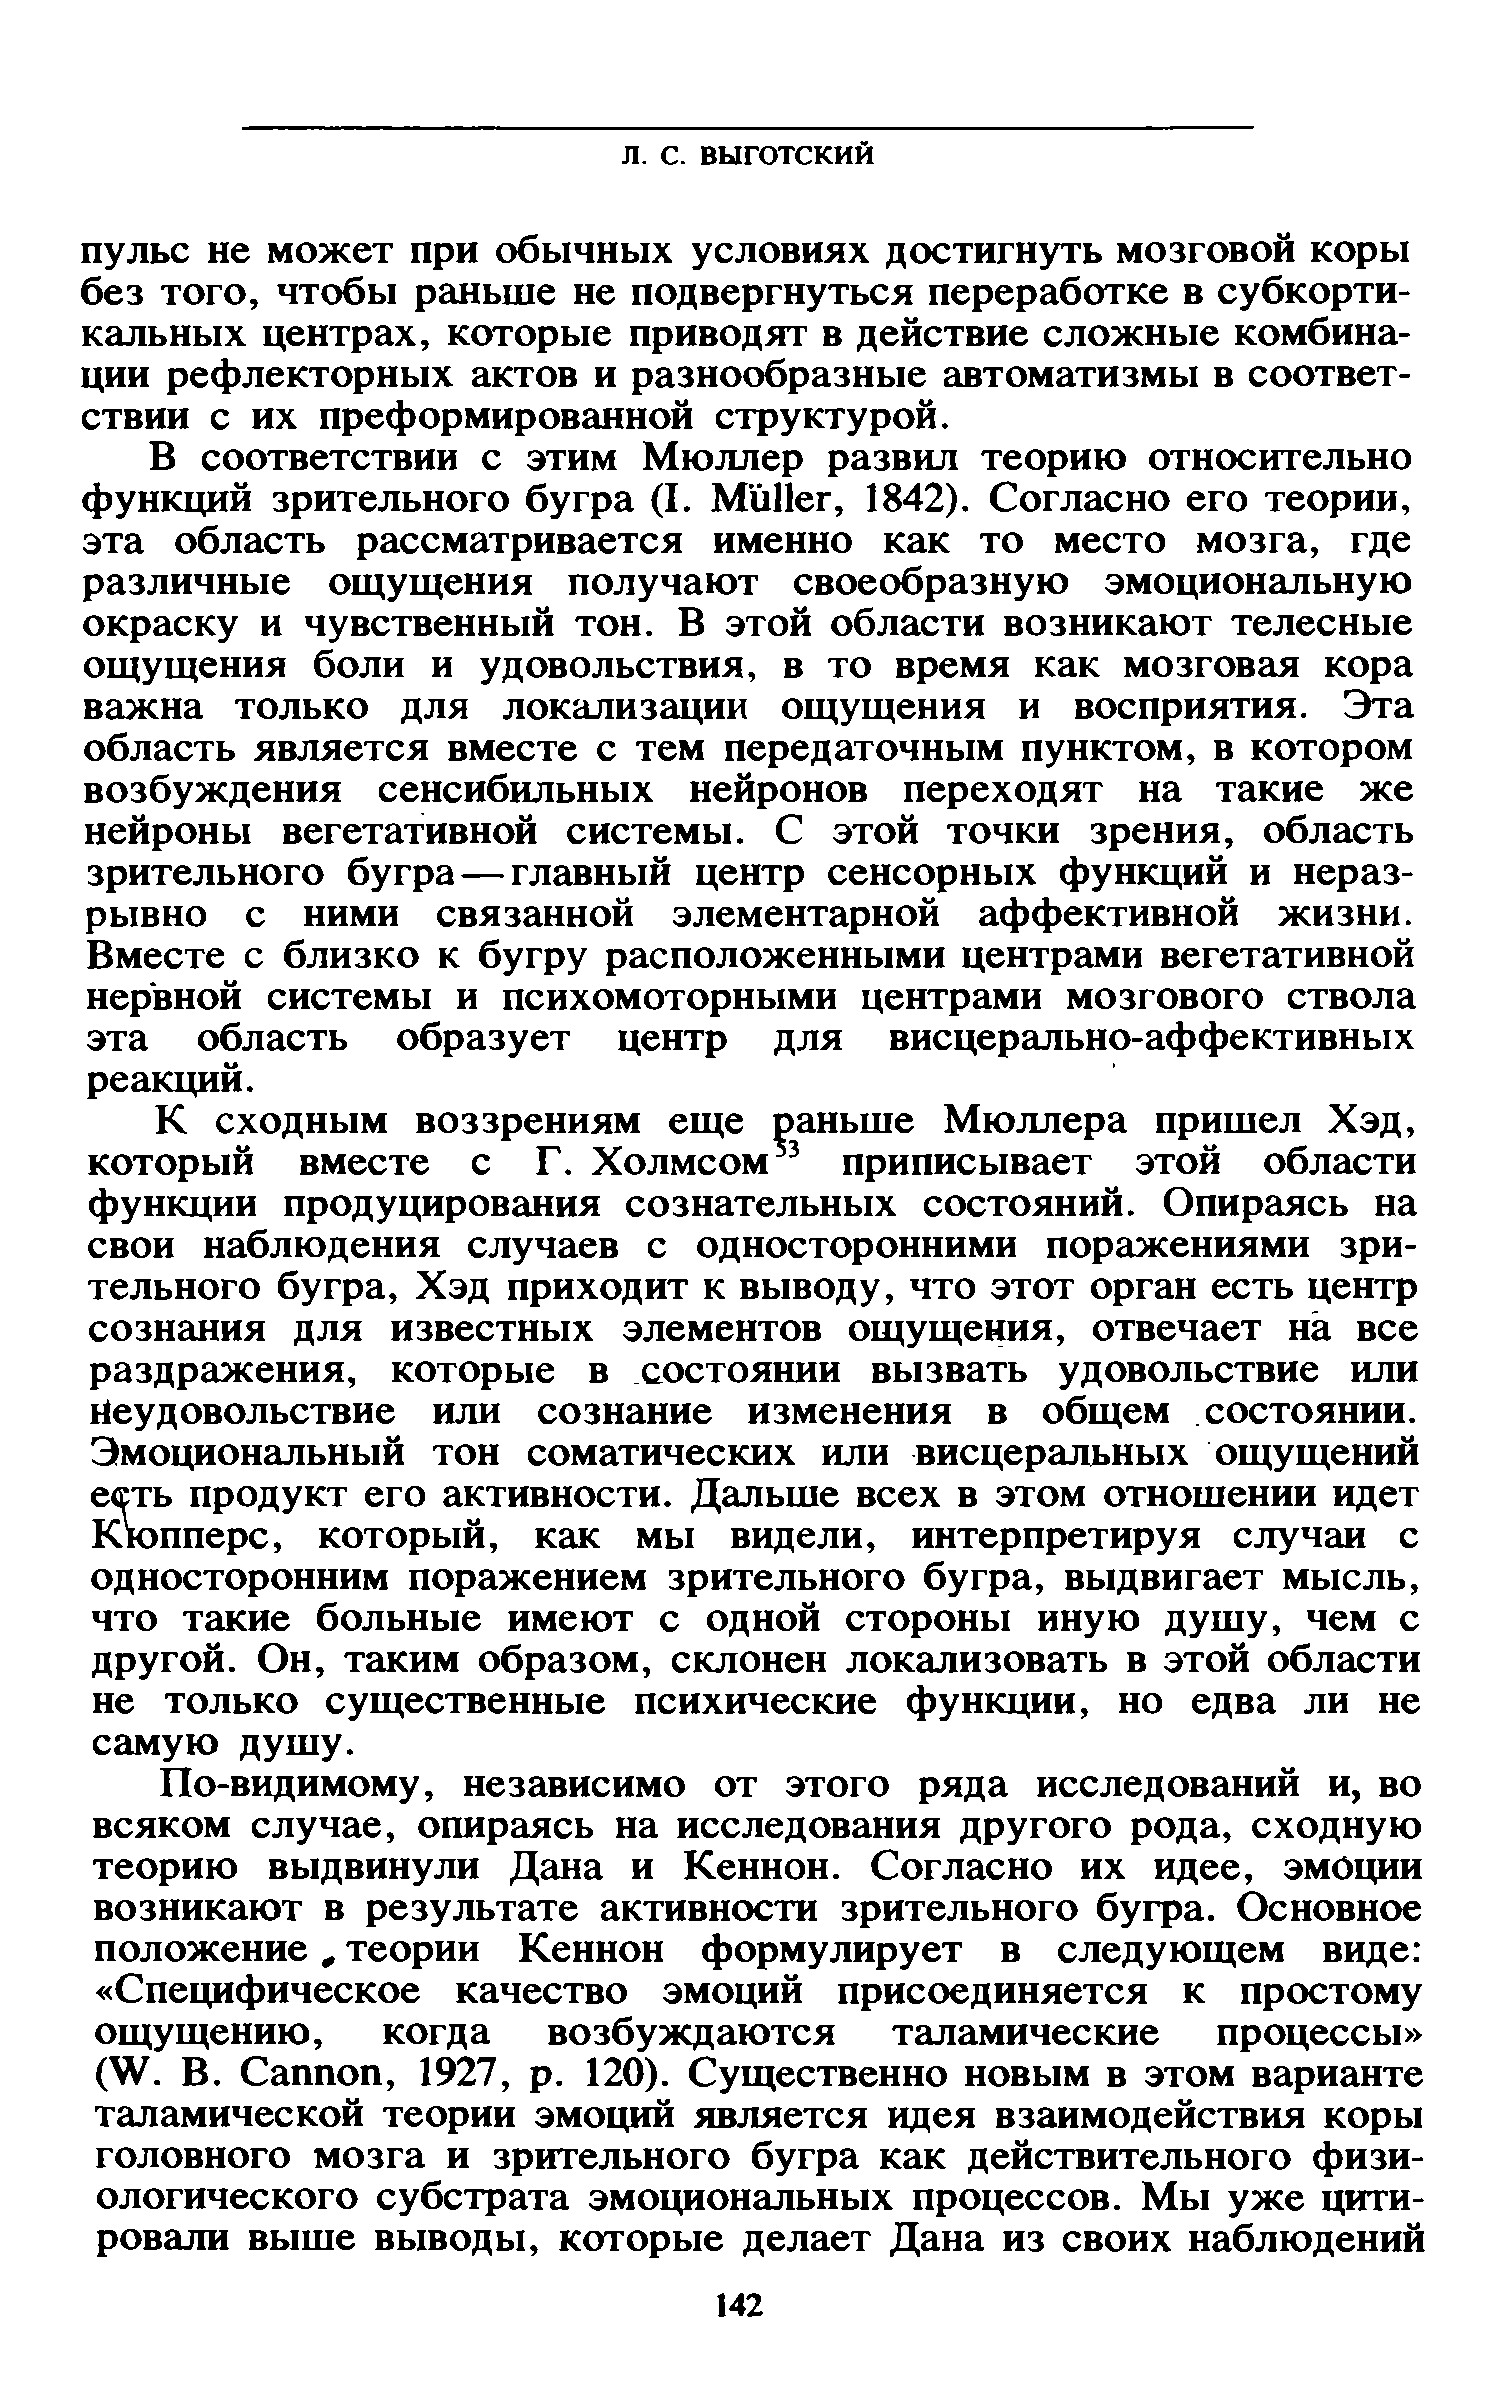 Л. С. ВЫГОТСКИЙ
пульс не может при обычных условиях достигнуть мозговой коры
без того, чтобы раньше не подвергнуться переработке в субкорти-
кальных центрах, которые приводят в действие сложные комбина-
ции рефлекторных актов и разнообразные автоматизмы в соответ-
ствии с их преформированной структурой.
В соответствии с этим Мюллер развил теорию относительно
функций зрительного бугра (I. Müller, 1842). Согласно его теории,
эта область рассматривается именно как то место мозга, где
различные ощущения получают своеобразную эмоциональную
окраску и чувственный тон. В этой области возникают телесные
ощущения боли и удовольствия, в то время как мозговая кора
важна только для локализации ощущения и восприятия. Эта
область является вместе с тем передаточным пунктом, в котором
возбуждения сенсибильных нейронов переходят на такие же
нейроны вегетативной системы. С этой точки зрения, область
зрительного бугра — главный центр сенсорных функций и нераз-
рывно с ними связанной элементарной аффективной жизни.
Вместе с близко к бугру расположенными центрами вегетативной
нервной системы и психомоторными центрами мозгового ствола
эта область образует центр для висцерально-аффективных
реакций.
К сходным воззрениям еще раньше Мюллера пришел Хэд,
который вместе с Г. Холмсом53 приписывает этой области
функции продуцирования сознательных состояний. Опираясь на
свои наблюдения случаев с односторонними поражениями зри-
тельного бугра, Хэд приходит к выводу, что этот орган есть центр
сознания для известных элементов ощущения, отвечает на все
раздражения, которые в состоянии вызвать удовольствие или
неудовольствие или сознание изменения в общем состоянии.
Эмоциональный тон соматических или висцеральных ощущений
есть продукт его активности. Дальше всех в этом отношении идет
Кюпперс, который, как мы видели, интерпретируя случаи с
односторонним поражением зрительного бугра, выдвигает мысль,
что такие больные имеют с одной стороны иную душу, чем с
другой. Он, таким образом, склонен локализовать в этой области
не только существенные психические функции, но едва ли не
самую душу.
По-видимому, независимо от этого ряда исследований и, во
всяком случае, опираясь на исследования другого рода, сходную
теорию выдвинули Дана и Кеннон. Согласно их идее, эмоции
возникают в результате активности зрительного бугра. Основное
положение теории Кеннон формулирует в следующем виде:
«Специфическое качество эмоций присоединяется к простому
ощущению, когда возбуждаются таламические процессы»
(W. B. Cannon, 1927, p. 120). Существенно новым в этом варианте
таламической теории эмоций является идея взаимодействия коры
головного мозга и зрительного бугра как действительного физи-
ологического субстрата эмоциональных процессов. Мы уже цити-
ровали выше выводы, которые делает Дана из своих наблюдений
142